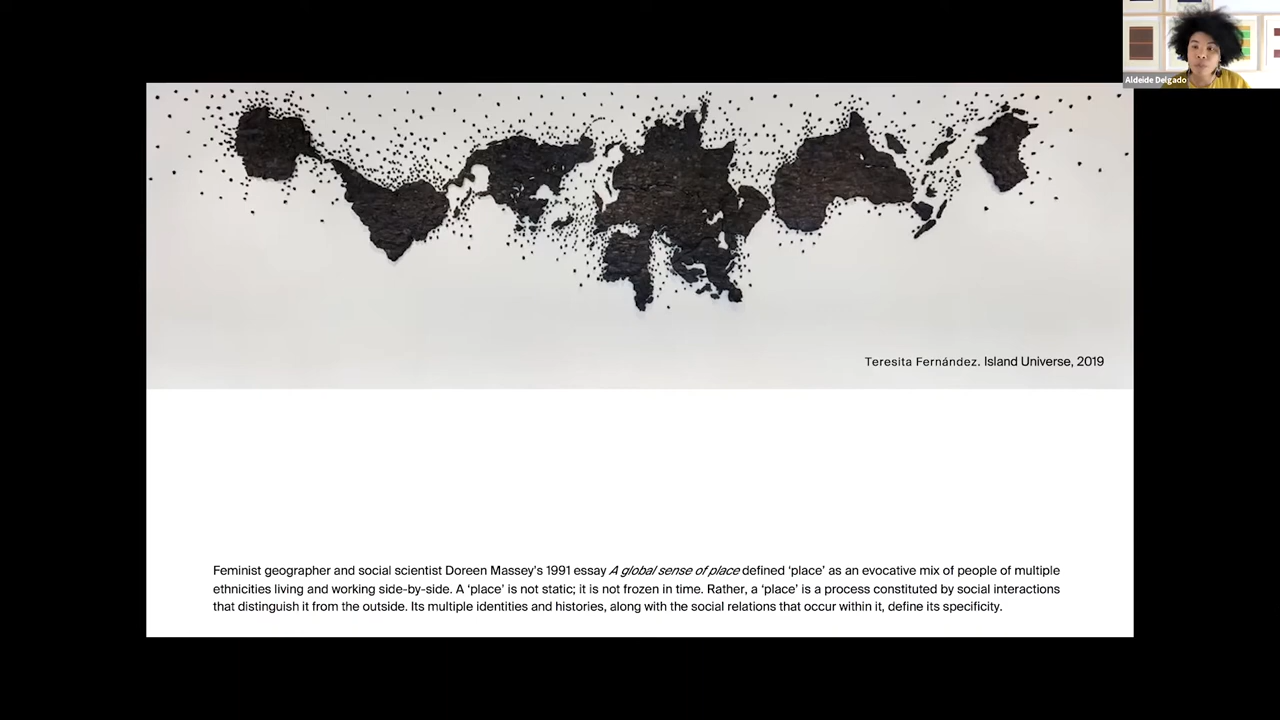 Aldeide Delgado
Teresita Fernández. Island Universe, 2019
Feminist geographer and social scientist Doreen Massey's 1991 essay A global sense of place defined ‘place’ as an evocative mix of people of multiple
ethnicities living and working side-by-side. A ‘place’ is not static; it is not frozen in time. Rather, a ‘place’ is a process constituted by social interactions
that distinguish it from the outside. Its multiple identities and histories, along with the social relations that occur within it, define its specificity.